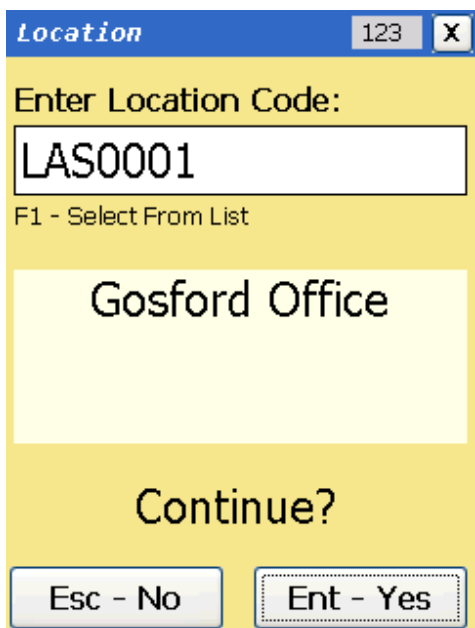 Location 123 X
Enter Location Code:
LAS0001
F1 - Select From List
Gosford Office
Continue?
Esc - No Ent - Yes